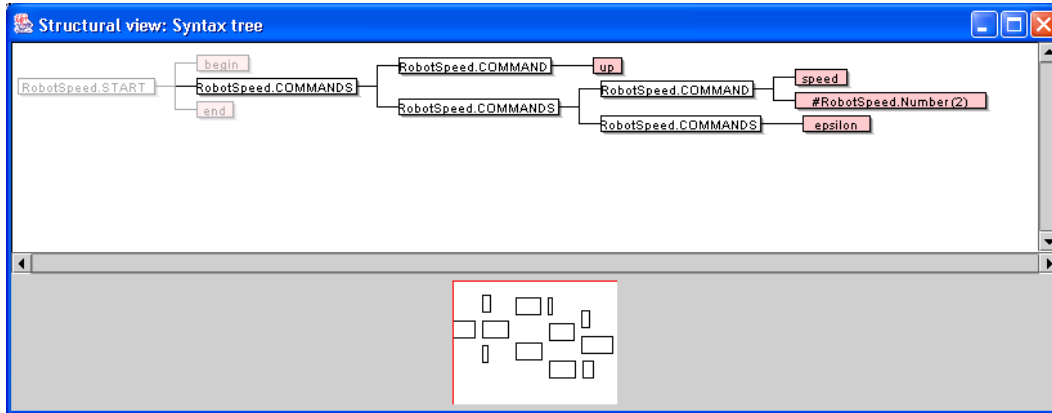 Structural view: Syntax tree
begin
RobotSpeed.COMMAND
up
speed
RobotSpeed.START
RobotSpeed.COMMANDS
RobotSpeed.COMMAND
#RobotSpeed.Number(2)
end
RobotSpeed.COMMANDS
RobotSpeed.COMMANDS
epsilon